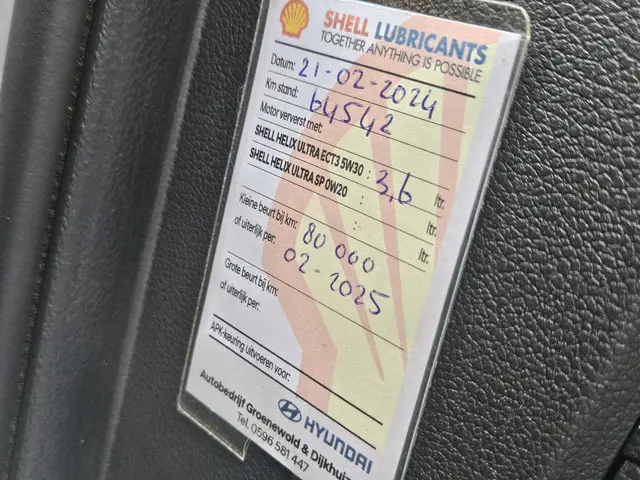 SHELL LUBRICANTS
TOGETHER ANYTHING IS POSSIBLE
Datum: 21-02-2024
Km stand: 64542
Motor ververst met:
SHELL HELIX ULTRA ECT3 5W30 : 3,6 ltr.
SHELL HELIX ULTRA SP 0W20 : ltr.
: ltr.
Kleine beurt bij km: 80 000
of uiterlijk per: 02-2025
Grote beurt bij km:
of uiterlijk per:
APK-keuring uitvoeren voor:
HYUNDAI
Autobedrijf Groenewold & Dijkhuiz
Tel. 0596 581 447